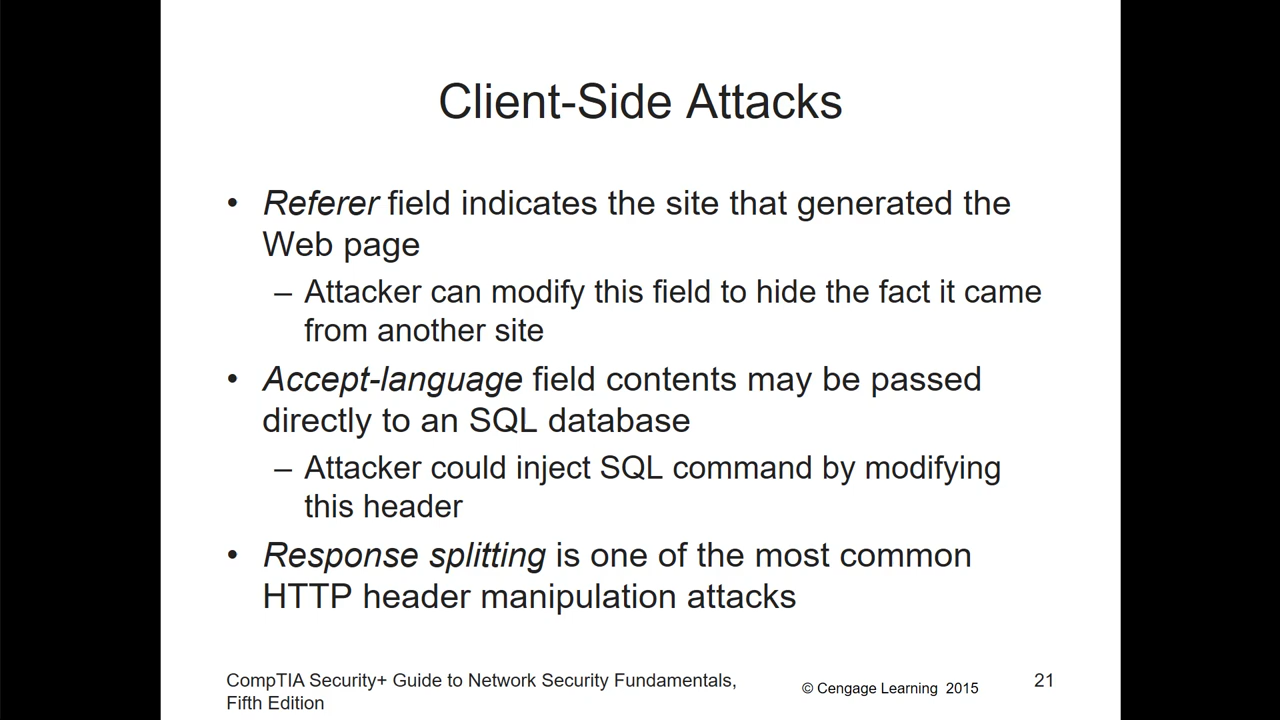 Client-Side Attacks
• Referer field indicates the site that generated the
Web page
– Attacker can modify this field to hide the fact it came
from another site
• Accept-language field contents may be passed
directly to an SQL database
– Attacker could inject SQL command by modifying
this header
• Response splitting is one of the most common
HTTP header manipulation attacks
CompTIA Security+ Guide to Network Security Fundamentals,
Fifth Edition
© Cengage Learning 2015
21